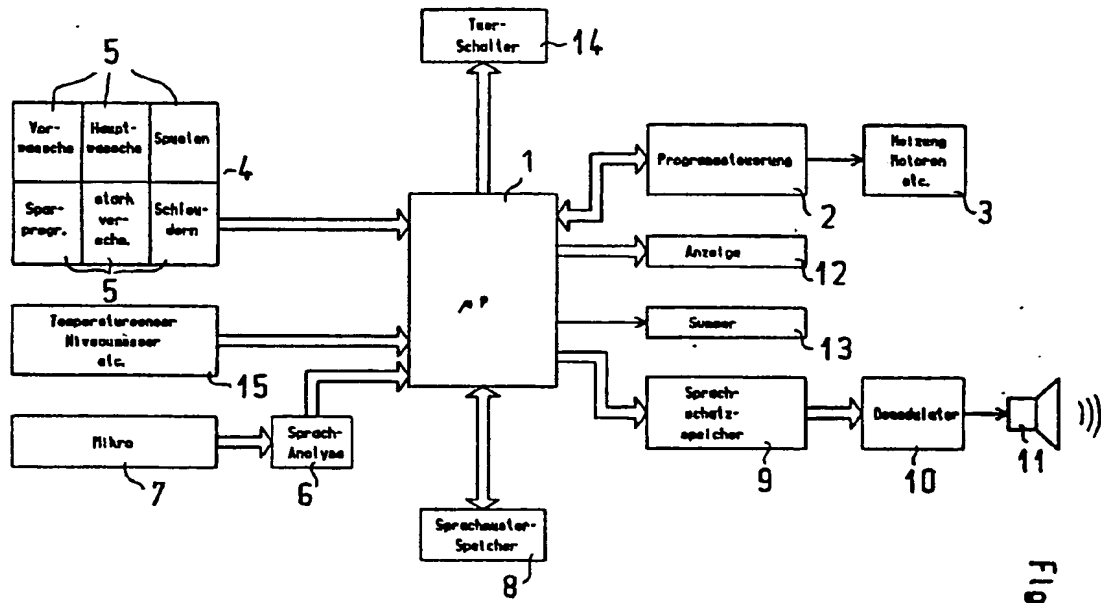 Tuer-
Schalter
14
5
Vor-
waesche
Haupt-
waesche
Spuelen
4
Spar-
progr.
stark
ver-
schm.
Schleu-
dern
5
1
µP
Programmsteuerung
2
Heizung
Motoren
etc.
3
Anzeige
12
Temperatursensor
Niveaumesser
etc.
15
Summer
13
Mikro
7
Sprach-
Analyse
6
Sprach-
schatz-
speicher
9
Demodulator
10
11
Sprachmuster-
Speicher
8
Fig